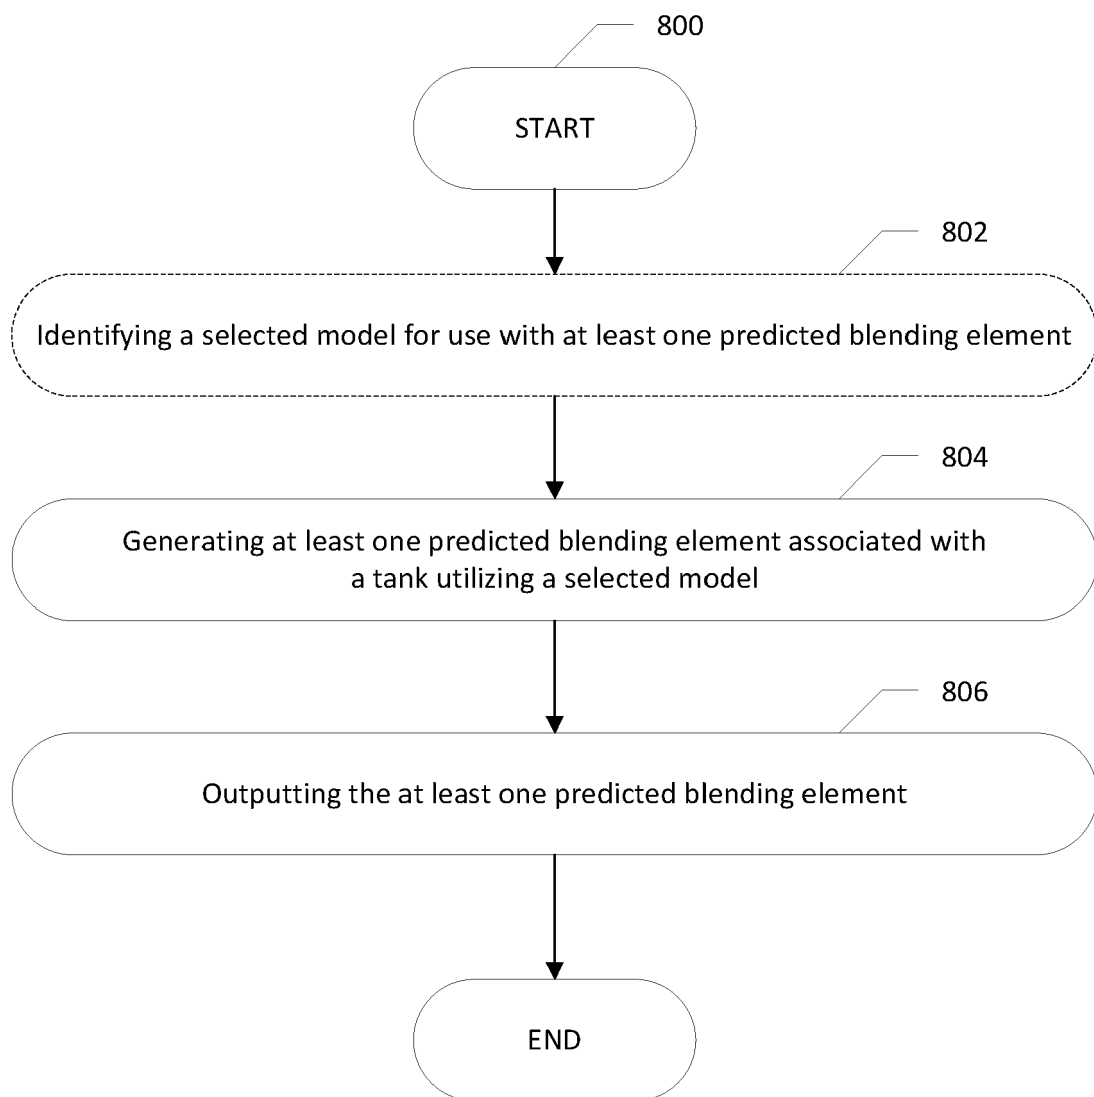 800
START
802
Identifying a selected model for use with at least one predicted blending element
804
Generating at least one predicted blending element associated with
a tank utilizing a selected model
806
Outputting the at least one predicted blending element
END